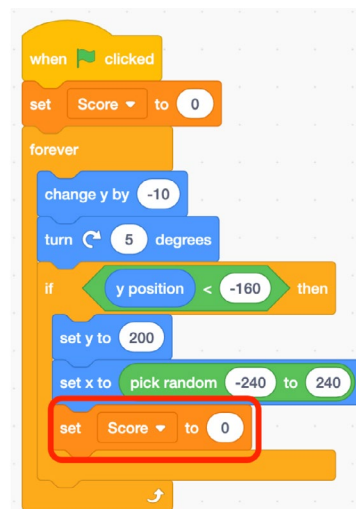 when clicked
set Score to 0
forever
change y by -10
turn 5 degrees
if y position < -160 then
set y to 200
set x to pick random -240 to 240
set Score to 0